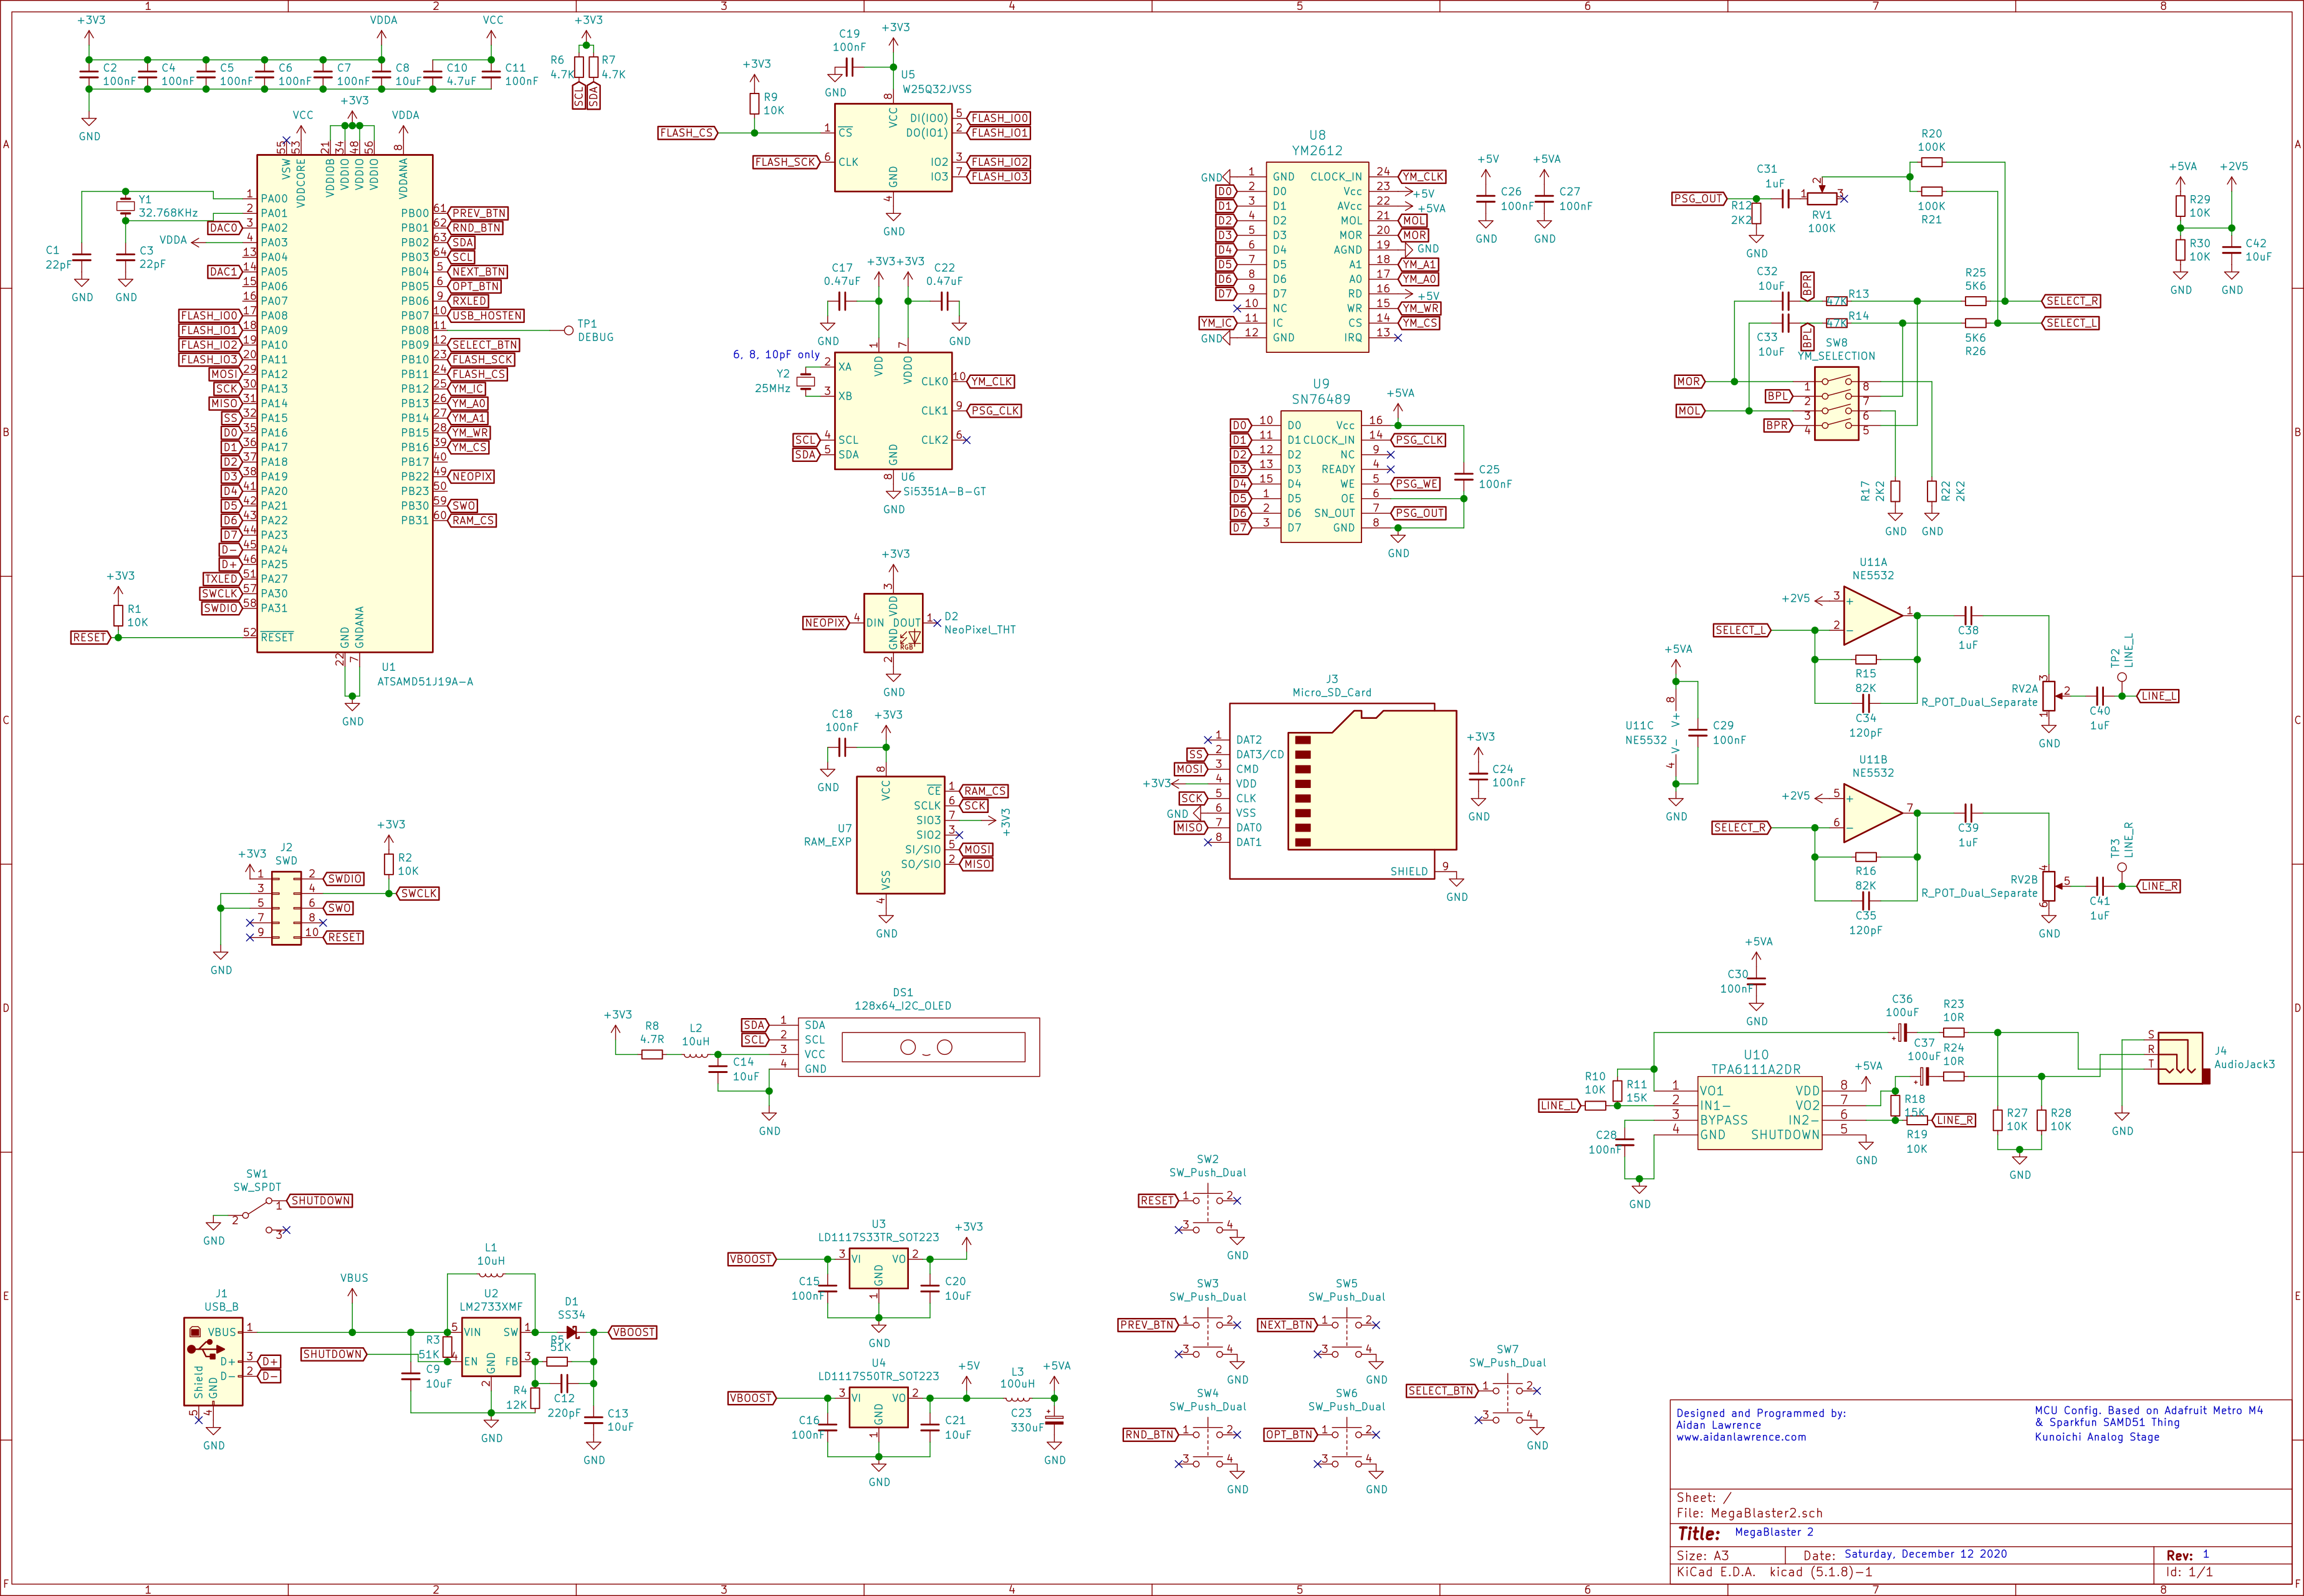 +3V3
VDDA
VCC
C2
100nF
C4
100nF
C5
100nF
C6
100nF
C7
100nF
C8
10uF
C10
4.7uF
C11
100nF
GND
+3V3
R6
4.7K
R7
4.7K
SCL
SDA
VCC
+3V3
VDDA
55
53
21
34
48
56
8
VSW
VDDCORE
VDDIOB
VDDIO
VDDIO
VDDIO
VDDANA
Y1
32.768KHz
C1
22pF
C3
22pF
GND
GND
VDDA
1 PA00
2 PA01
DAC0 3 PA02
4 PA03
13 PA04
DAC1 14 PA05
15 PA06
16 PA07
FLASH_IO0 17 PA08
FLASH_IO1 18 PA09
FLASH_IO2 19 PA10
FLASH_IO3 20 PA11
MOSI 29 PA12
SCK 30 PA13
MISO 31 PA14
SS 32 PA15
D0 35 PA16
D1 36 PA17
D2 37 PA18
D3 38 PA19
D4 41 PA20
D5 42 PA21
D6 43 PA22
D7 44 PA23
D- 45 PA24
D+ 46 PA25
TXLED 51 PA27
SWCLK 57 PA30
SWDIO 58 PA31
52 RESET
PB00 61 PREV_BTN
PB01 62 RND_BTN
PB02 63 SDA
PB03 64 SCL
PB04 5 NEXT_BTN
PB05 6 OPT_BTN
PB06 9 RXLED
PB07 10 USB_HOSTEN
PB08 11
PB09 12 SELECT_BTN
PB10 23 FLASH_SCK
PB11 24 FLASH_CS
PB12 25 YM_IC
PB13 26 YM_A0
PB14 27 YM_A1
PB15 28 YM_WR
PB16 39 YM_CS
PB17 40
PB22 49 NEOPIX
PB23 50
PB30 59 SWO
PB31 60 RAM_CS
TP1
DEBUG
+3V3
R1
10K
RESET
GND
GNDANA
22
7
U1
ATSAMD51J19A-A
GND
J2
SWD
+3V3
1
3
5
7
9
2 SWDIO
4
6 SWO
8
10 RESET
GND
+3V3
R2
10K
SWCLK
C19
100nF
+3V3
GND
U5
W25Q32JVSS
+3V3
R9
10K
FLASH_CS
FLASH_SCK
1 CS
6 CLK
8
VCC
GND
4
DI(IO0) 5 FLASH_IO0
DO(IO1) 2 FLASH_IO1
IO2 3 FLASH_IO2
IO3 7 FLASH_IO3
GND
C17
0.47uF
+3V3
+3V3
C22
0.47uF
GND
GND
6, 8, 10pF only
Y2
25MHz
2 XA
3 XB
1
VDD
7
VDDO
CLK0 10 YM_CLK
CLK1 9 PSG_CLK
CLK2 6
SCL 4 SCL
SDA 5 SDA
GND
8
U6
Si5351A-B-GT
GND
+3V3
3
VDD
NEOPIX 4 DIN
DOUT 1
GND
RGB
2
D2
NeoPixel_THT
GND
C18
100nF
+3V3
GND
8
VCC
U7
RAM_EXP
CE 1 RAM_CS
SCLK 6 SCK
SIO3 7
+3V3
SIO2 3
SI/SIO 5 MOSI
SO/SIO 2 MISO
VSS
4
GND
DS1
128x64_I2C_OLED
+3V3
R8
4.7R
L2
10uH
C14
10uF
SDA 1 SDA
SCL 2 SCL
3 VCC
4 GND
GND
U8
YM2612
GND 1 GND
D0 2 D0
D1 3 D1
D2 4 D2
D3 5 D3
D4 6 D4
D5 7 D5
D6 8 D6
D7 9 D7
10 NC
YM_IC 11 IC
GND 12 GND
CLOCK_IN 24 YM_CLK
Vcc 23 +5V
AVcc 22 +5VA
MOL 21 MOL
MOR 20 MOR
AGND 19 GND
A1 18 YM_A1
A0 17 YM_A0
RD 16 +5V
WR 15 YM_WR
CS 14 YM_CS
IRQ 13
+5V
C26
100nF
GND
+5VA
C27
100nF
GND
U9
SN76489
D0 10 D0
D1 11 D1
D2 12 D2
D3 13 D3
D4 15 D4
D5 1 D5
D6 2 D6
D7 3 D7
+5VA
Vcc 16
CLOCK_IN 14 PSG_CLK
NC 9
READY 4
WE 5 PSG_WE
OE 6
SN_OUT 7 PSG_OUT
GND 8
C25
100nF
GND
J3
Micro_SD_Card
1 DAT2
SS 2 DAT3/CD
MOSI 3 CMD
+3V3 4 VDD
SCK 5 CLK
GND 6 VSS
MISO 7 DAT0
8 DAT1
SHIELD 9
GND
+3V3
C24
100nF
GND
PSG_OUT
R12
2K2
GND
C31
1uF
1
2
3
RV1
100K
R20
100K
100K
R21
+5VA
R29
10K
R30
10K
GND
+2V5
C42
10uF
GND
C32
10uF
BPR
47K
R13
C33
10uF
BPL
47K
R14
R25
5K6
5K6
R26
SELECT_R
SELECT_L
SW8
YM_SELECTION
MOR
BPL
MOL
BPR
1
2
3
4
8
7
6
5
R17
2K2
R22
2K2
GND
GND
U11A
NE5532
+2V5
3
+
2
-
1
SELECT_L
R15
82K
C34
120pF
C38
1uF
RV2A
R_POT_Dual_Separate
3
2
1
GND
C40
1uF
TP2
LINE_L
LINE_L
+5VA
8
V+
U11C
NE5532
V-
4
C29
100nF
GND
U11B
NE5532
+2V5
5
+
6
-
7
SELECT_R
R16
82K
C35
120pF
C39
1uF
RV2B
R_POT_Dual_Separate
4
5
6
GND
C41
1uF
TP3
LINE_R
LINE_R
+5VA
C30
100nF
GND
U10
TPA6111A2DR
LINE_L
R10
10K
R11
15K
1 VO1
2 IN1-
3 BYPASS
4 GND
VDD 8
VO2 7
IN2- 6
SHUTDOWN 5
C28
100nF
GND
+5VA
GND
C36
100uF
R23
10R
C37
100uF
R24
10R
R18
15K
LINE_R
R19
10K
R27
10K
R28
10K
GND
S
R
T
J4
AudioJack3
GND
SW1
SW_SPDT
SHUTDOWN
1
2
3
GND
J1
USB_B
VBUS 1
D+ 3 D+
D- 2 D-
Shield
GND
5
4
GND
VBUS
SHUTDOWN
R3
51K
C9
10uF
L1
10uH
U2
LM2733XMF
5 VIN
4 EN
SW 1
FB 3
GND
2
GND
D1
SS34
R5
51K
R4
12K
C12
220pF
C13
10uF
GND
VBOOST
U3
LD1117S33TR_SOT223
VBOOST
3 VI
VO 2
GND
1
+3V3
C15
100nF
C20
10uF
GND
U4
LD1117S50TR_SOT223
VBOOST
3 VI
VO 2
GND
1
+5V
C16
100nF
C21
10uF
GND
L3
100uH
+5VA
C23
330uF
GND
SW2
SW_Push_Dual
RESET 1 2
3 4
GND
SW3
SW_Push_Dual
PREV_BTN 1 2
3 4
GND
SW5
SW_Push_Dual
NEXT_BTN 1 2
3 4
GND
SW4
SW_Push_Dual
RND_BTN 1 2
3 4
GND
SW6
SW_Push_Dual
OPT_BTN 1 2
3 4
GND
SW7
SW_Push_Dual
SELECT_BTN 1 2
3 4
GND
Designed and Programmed by:
Aidan Lawrence
www.aidanlawrence.com
MCU Config. Based on Adafruit Metro M4
& Sparkfun SAMD51 Thing
Kunoichi Analog Stage
Sheet: /
File: MegaBlaster2.sch
Title: MegaBlaster 2
Size: A3 Date: Saturday, December 12 2020 Rev: 1
KiCad E.D.A. kicad (5.1.8)-1 Id: 1/1
1 2 3 4 5 6 7 8
A B C D E F
1 2 3 4 5 6 7 8
A B C D E F